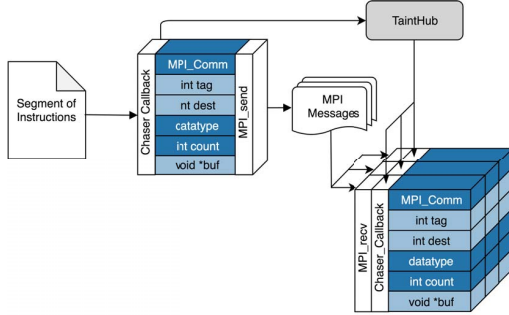 TaintHub
Segment of
Instructions
Chaser Callback
MPI_Comm
int tag
nt dest
catatype
int count
void *buf
MPI_send
MPI
Messages
MPI_recv
Chaser_Callback
MPI_Comm
int tag
int dest
datatype
int count
void *buf